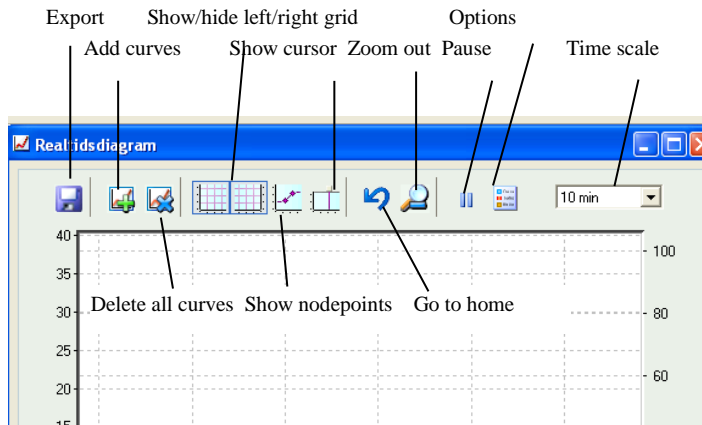 Export Show/hide left/right grid Options
Add curves Show cursor Zoom out Pause Time scale
Realtidsdiagram
10 min
40
100
35
Delete all curves Show nodepoints Go to home
30
80
25
60
20
15